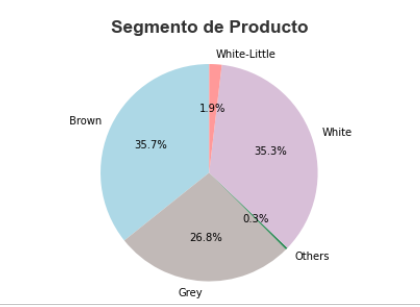 Segmento de Producto
White-Little
1.9%
Brown
35.7%
White
35.3%
0.3%
Others
26.8%
Grey